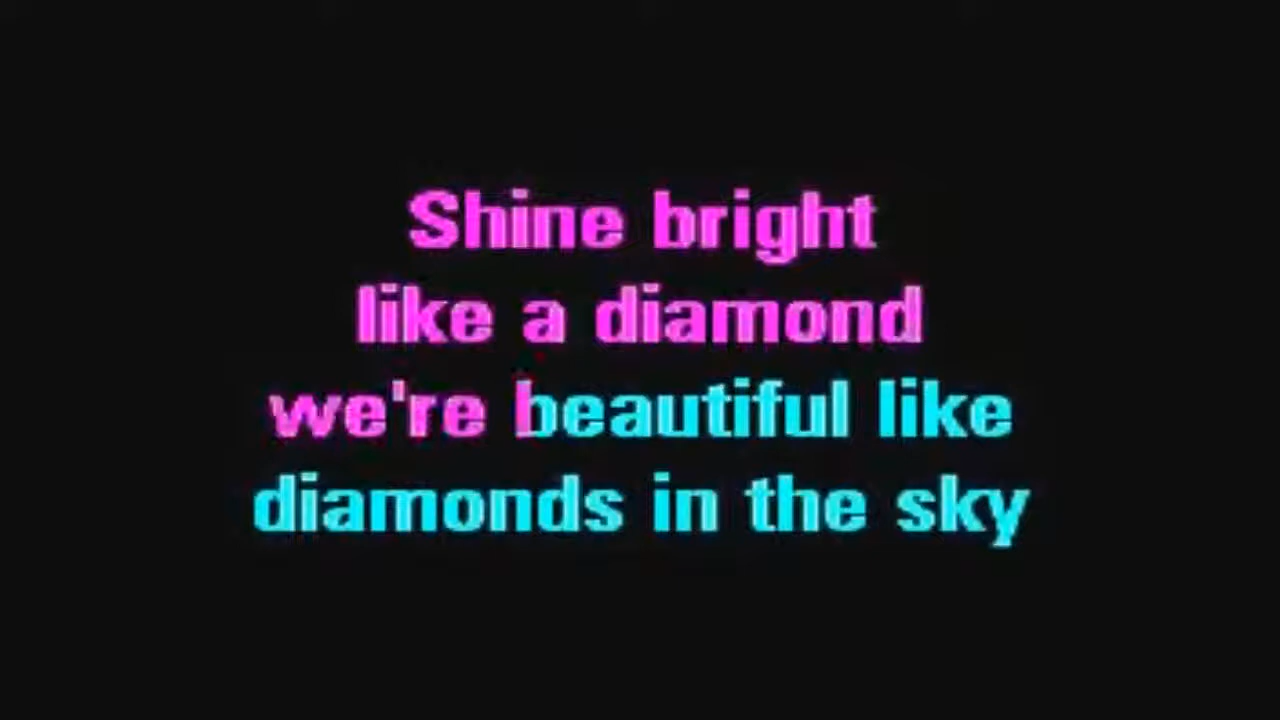 Shine bright
like a diamond
we're beautiful like
diamonds in the sky